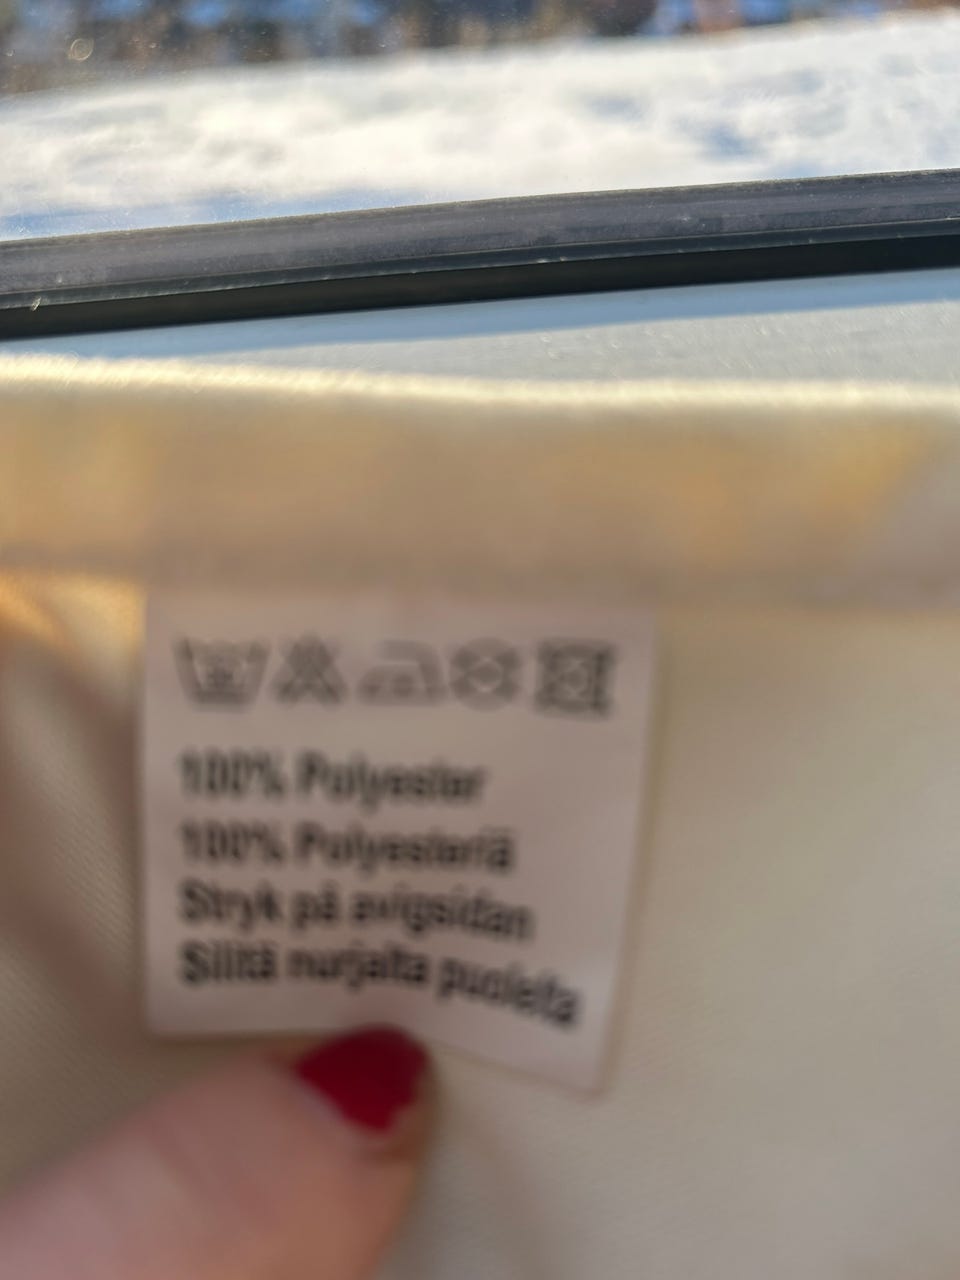 100% Polyester
100% Polyesteriä
Stryk på avigsidan
Silitä nurjalta puolelta